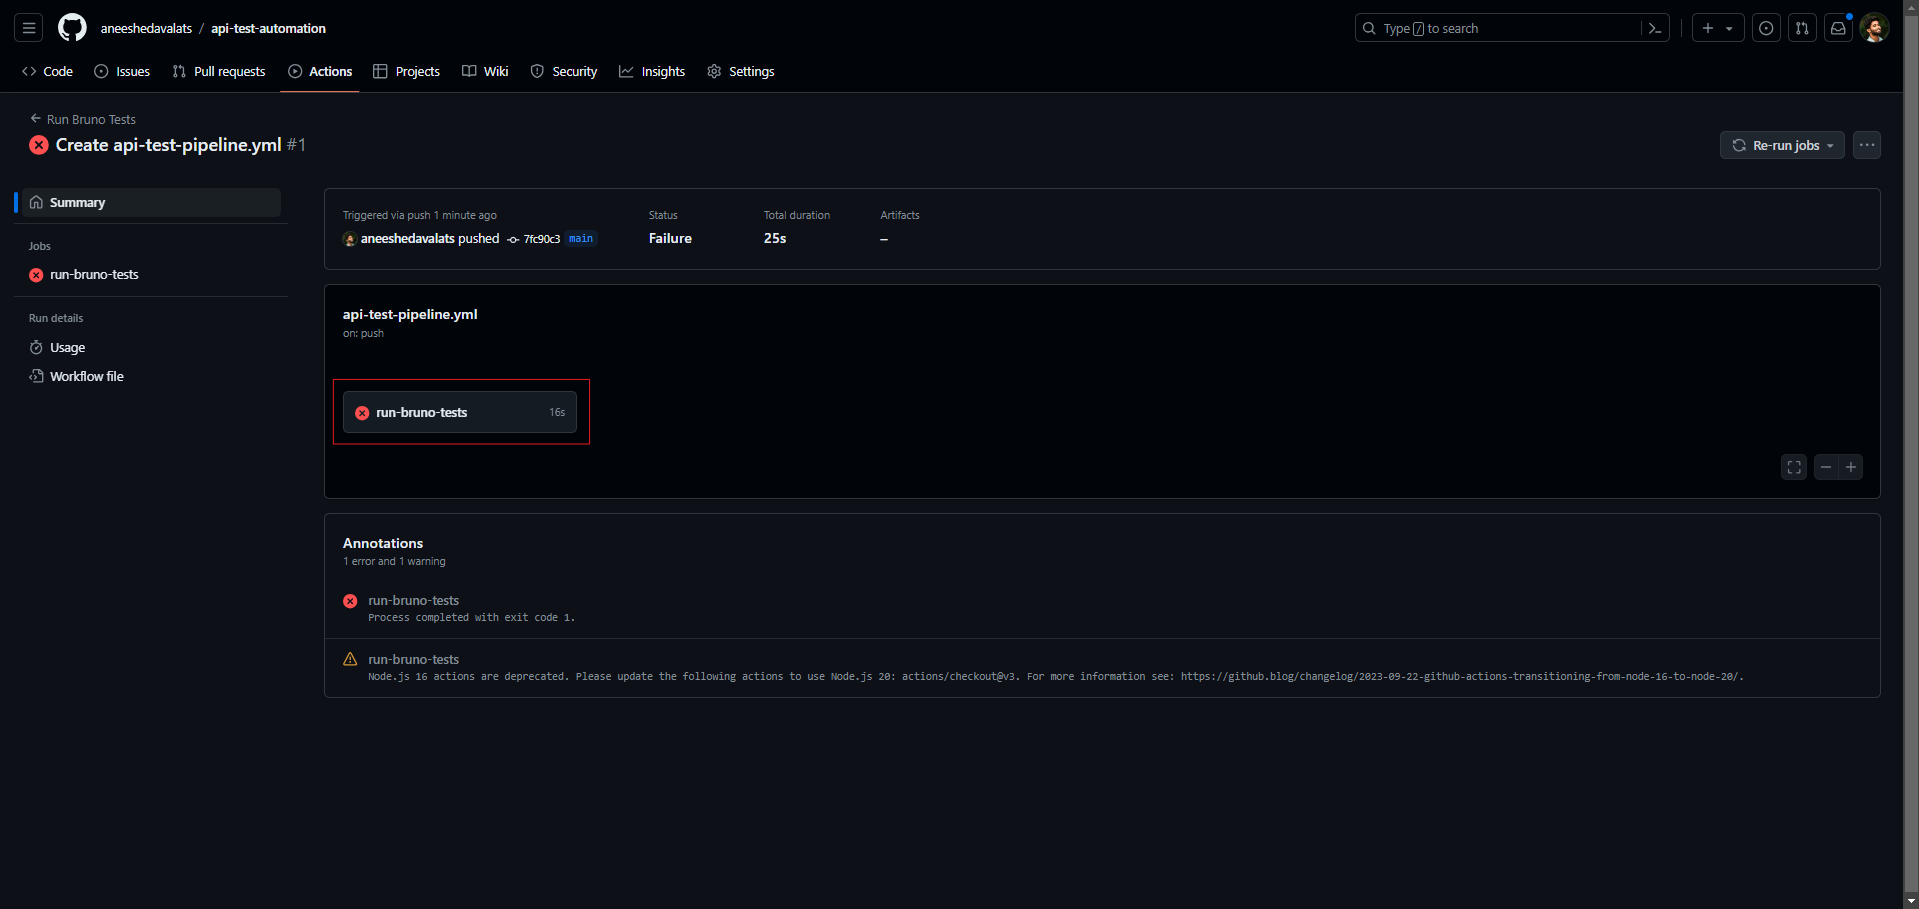 aneeshedavalats / api-test-automation
Type / to search
Code Issues Pull requests Actions Projects Wiki Security Insights Settings
Run Bruno Tests
Create api-test-pipeline.yml #1
Re-run jobs
Summary
Jobs
run-bruno-tests
Run details
Usage
Workflow file
Triggered via push 1 minute ago
aneeshedavalats pushed 7fc90c3 main
Status
Failure
Total duration
25s
Artifacts
–
api-test-pipeline.yml
on: push
run-bruno-tests 16s
Annotations
1 error and 1 warning
run-bruno-tests
Process completed with exit code 1.
run-bruno-tests
Node.js 16 actions are deprecated. Please update the following actions to use Node.js 20: actions/checkout@v3. For more information see: https://github.blog/changelog/2023-09-22-github-actions-transitioning-from-node-16-to-node-20/.